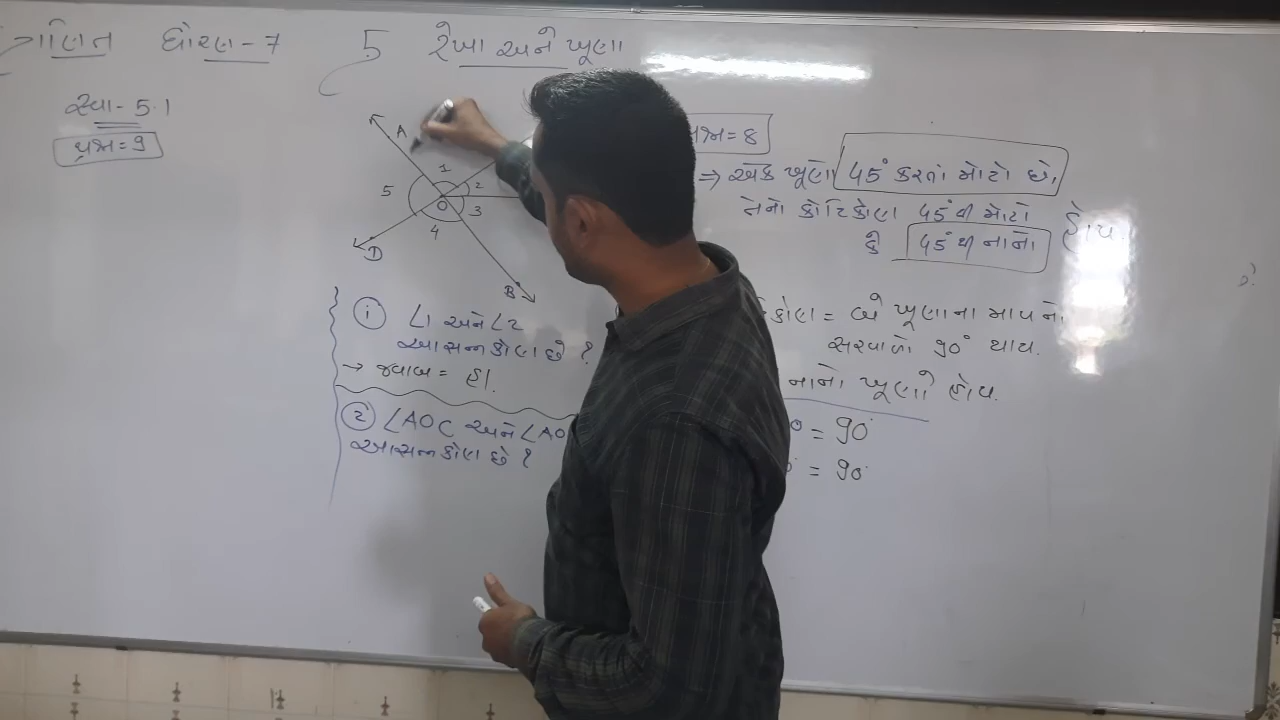 ગણિત ધોરણ-7 5 રેખા અને ખૂણા
સ્વા- 5.1
પ્રશ્ન=9
A
1
2
3
4
5
O
D
B
① ∠1 અને ∠2
આસન્નકોણ છે ?
→ જવાબ = હા.
② ∠AOC અને ∠AO
આસન્નકોણ છે ?
=8
⇒ એક ખૂણો 45° કરતાં મોટો છે,
તેનો કોટિકોણ 45° થી મોટો
કે 45° થી નાનો હોય
કોણ = બે ખૂણાના માપનો
સરવાળો 90° થાય.
નાનો ખૂણો હોય.
= 90°
= 90°